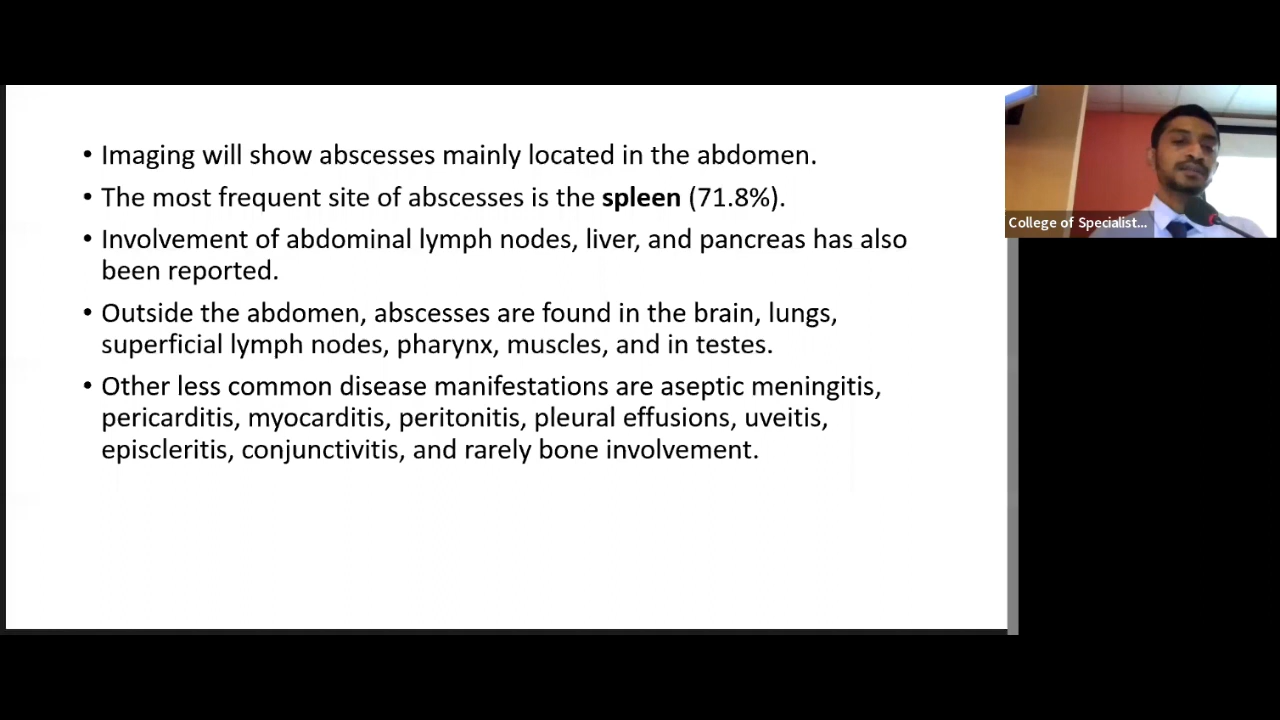 • Imaging will show abscesses mainly located in the abdomen.
• The most frequent site of abscesses is the spleen (71.8%).
• Involvement of abdominal lymph nodes, liver, and pancreas has also
been reported.
• Outside the abdomen, abscesses are found in the brain, lungs,
superficial lymph nodes, pharynx, muscles, and in testes.
• Other less common disease manifestations are aseptic meningitis,
pericarditis, myocarditis, peritonitis, pleural effusions, uveitis,
episcleritis, conjunctivitis, and rarely bone involvement.
College of Specialist...